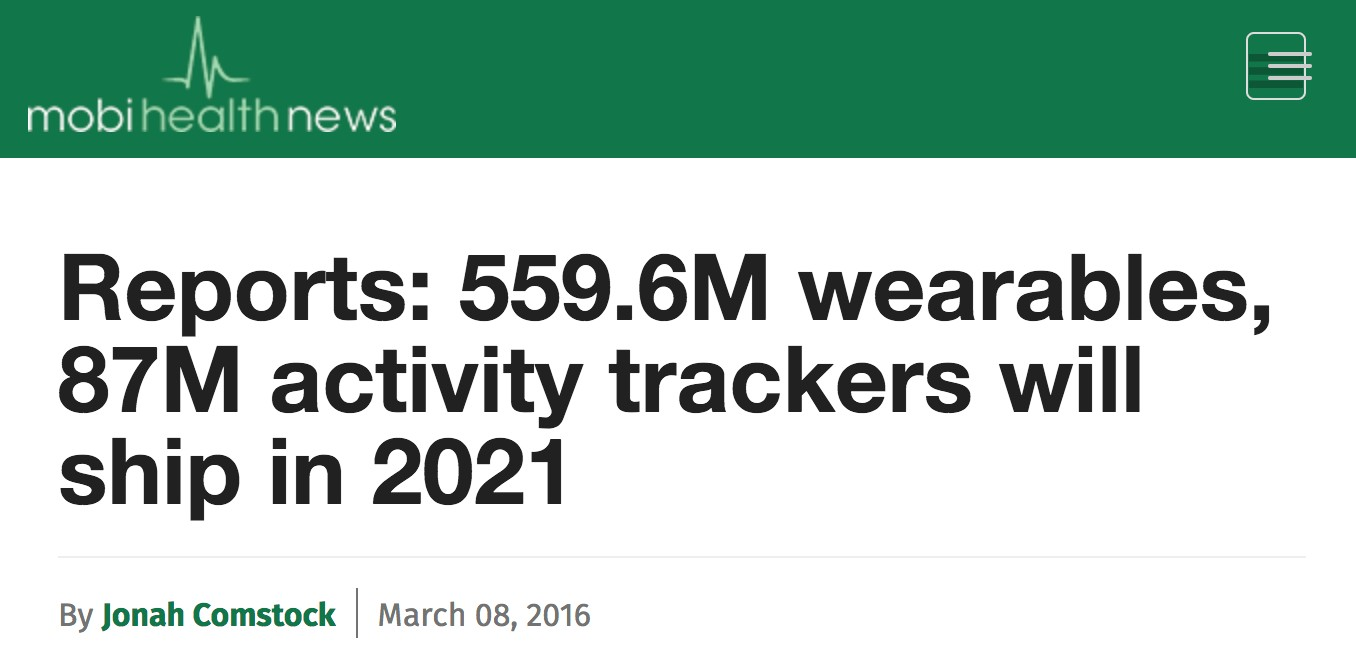 mobihealthnews
Reports: 559.6M wearables,
87M activity trackers will
ship in 2021
By Jonah Comstock | March 08, 2016